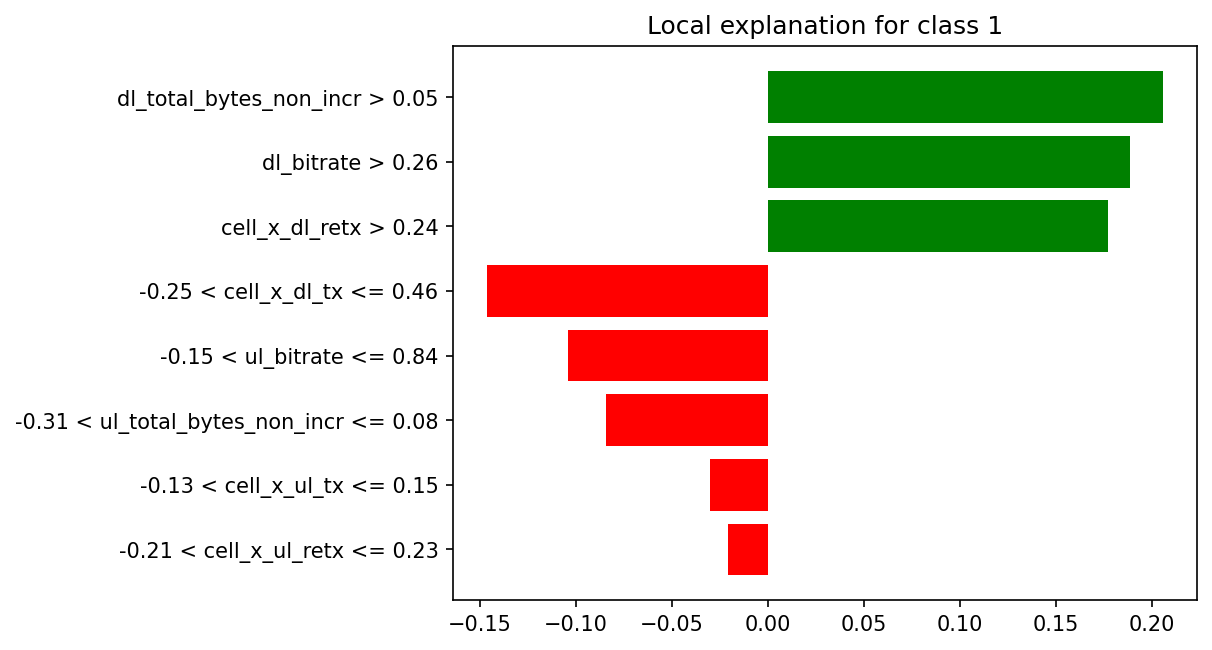 Local explanation for class 1
dl_total_bytes_non_incr > 0.05
dl_bitrate > 0.26
cell_x_dl_retx > 0.24
-0.25 < cell_x_dl_tx <= 0.46
-0.15 < ul_bitrate <= 0.84
-0.31 < ul_total_bytes_non_incr <= 0.08
-0.13 < cell_x_ul_tx <= 0.15
-0.21 < cell_x_ul_retx <= 0.23
−0.15 −0.10 −0.05 0.00 0.05 0.10 0.15 0.20